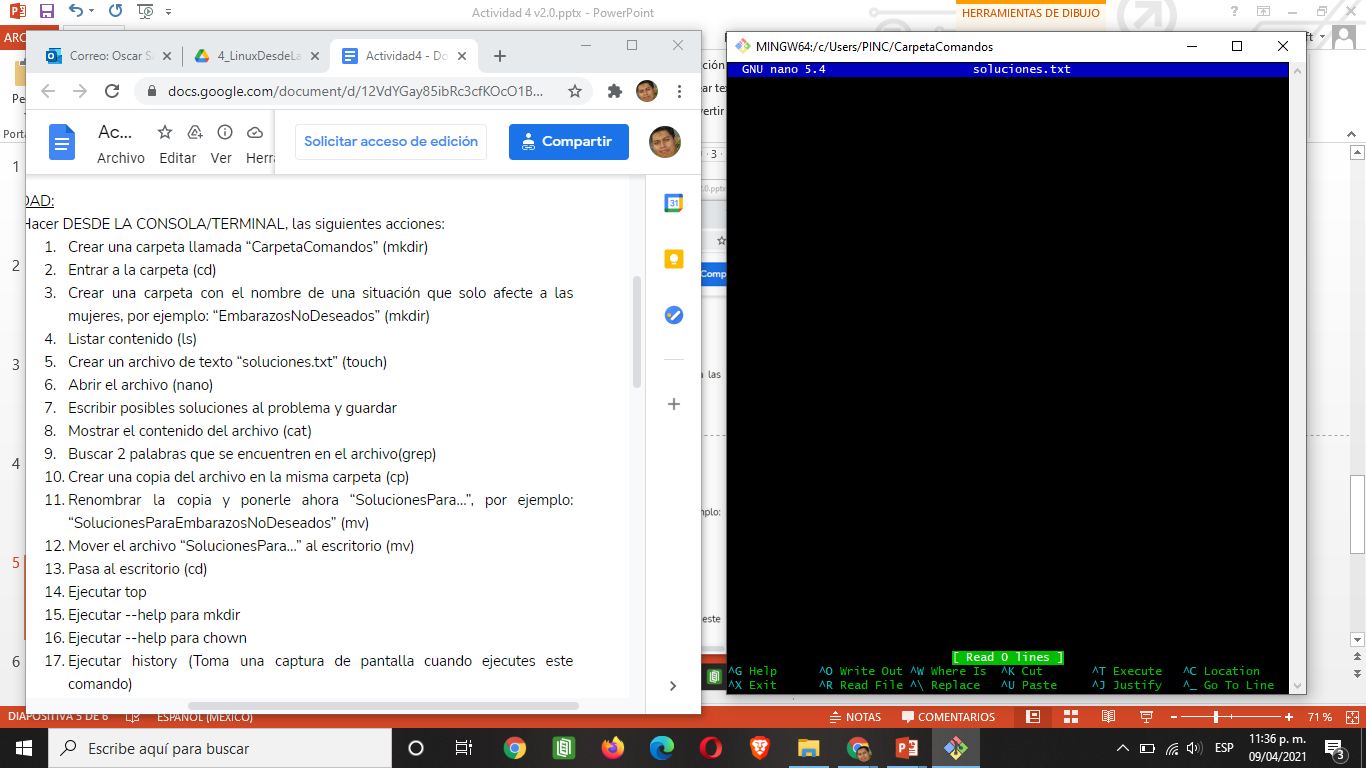 Actividad 4 v2.0.pptx - PowerPoint
HERRAMIENTAS DE DIBUJO
Correo: Oscar S
4_LinuxDesdeLa
Actividad4 - Do
docs.google.com/document/d/12VdYGay85ibRc3cfKOcO1B...
Ac...
Archivo Editar Ver Herra
Solicitar acceso de edición
Compartir
DAD:
Hacer DESDE LA CONSOLA/TERMINAL, las siguientes acciones:
1. Crear una carpeta llamada “CarpetaComandos” (mkdir)
2. Entrar a la carpeta (cd)
3. Crear una carpeta con el nombre de una situación que solo afecte a las
mujeres, por ejemplo: “EmbarazosNoDeseados” (mkdir)
4. Listar contenido (ls)
5. Crear un archivo de texto “soluciones.txt” (touch)
6. Abrir el archivo (nano)
7. Escribir posibles soluciones al problema y guardar
8. Mostrar el contenido del archivo (cat)
9. Buscar 2 palabras que se encuentren en el archivo(grep)
10. Crear una copia del archivo en la misma carpeta (cp)
11. Renombrar la copia y ponerle ahora “SolucionesPara...”, por ejemplo:
“SolucionesParaEmbarazosNoDeseados” (mv)
12. Mover el archivo “SolucionesPara...” al escritorio (mv)
13. Pasa al escritorio (cd)
14. Ejecutar top
15. Ejecutar --help para mkdir
16. Ejecutar --help para chown
17. Ejecutar history (Toma una captura de pantalla cuando ejecutes este
comando)
MINGW64:/c/Users/PINC/CarpetaComandos
GNU nano 5.4 soluciones.txt
[ Read 0 lines ]
^G Help ^O Write Out ^W Where Is ^K Cut ^T Execute ^C Location
^X Exit ^R Read File ^\ Replace ^U Paste ^J Justify ^_ Go To Line
1
2
3
4
5
6
31
DIAPOSITIVA 5 DE 6 ESPAÑOL (MÉXICO)
NOTAS COMENTARIOS 71 %
Escribe aquí para buscar
ESP
11:36 p. m.
09/04/2021
3